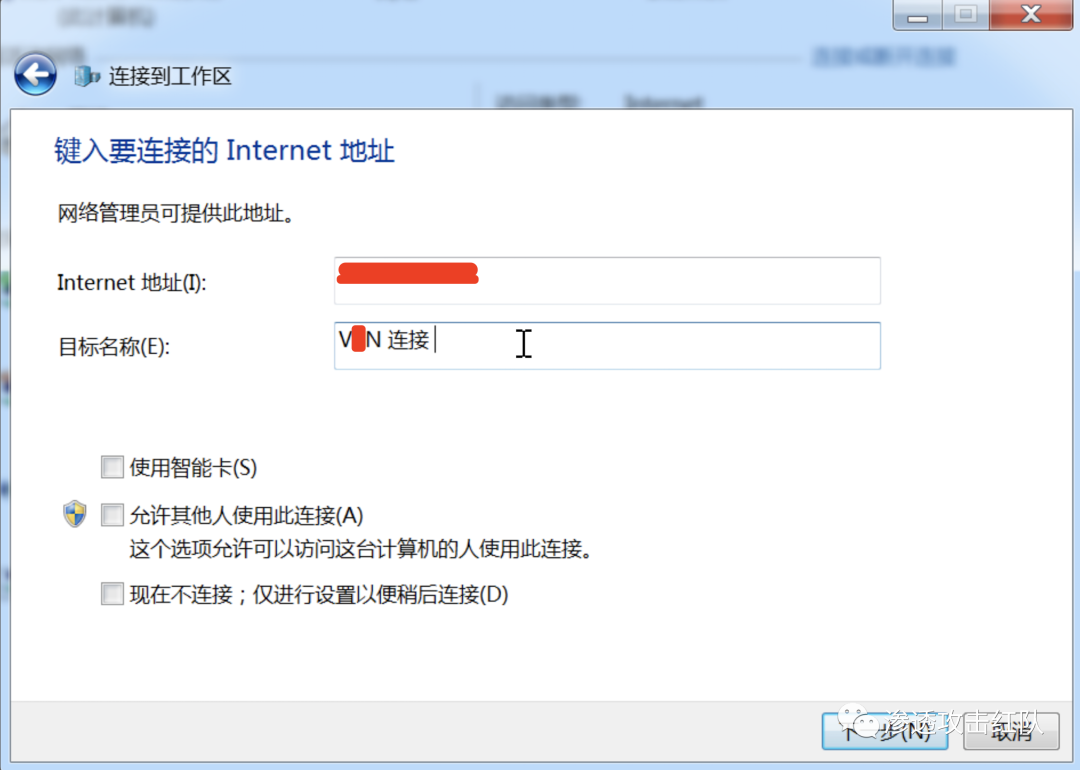 连接到工作区
键入要连接的 Internet 地址
网络管理员可提供此地址。
Internet 地址(I):
目标名称(E):
V N 连接
使用智能卡(S)
允许其他人使用此连接(A)
这个选项允许可以访问这台计算机的人使用此连接。
现在不连接；仅进行设置以便稍后连接(D)
下一步(N)
取消
渗透攻击红队